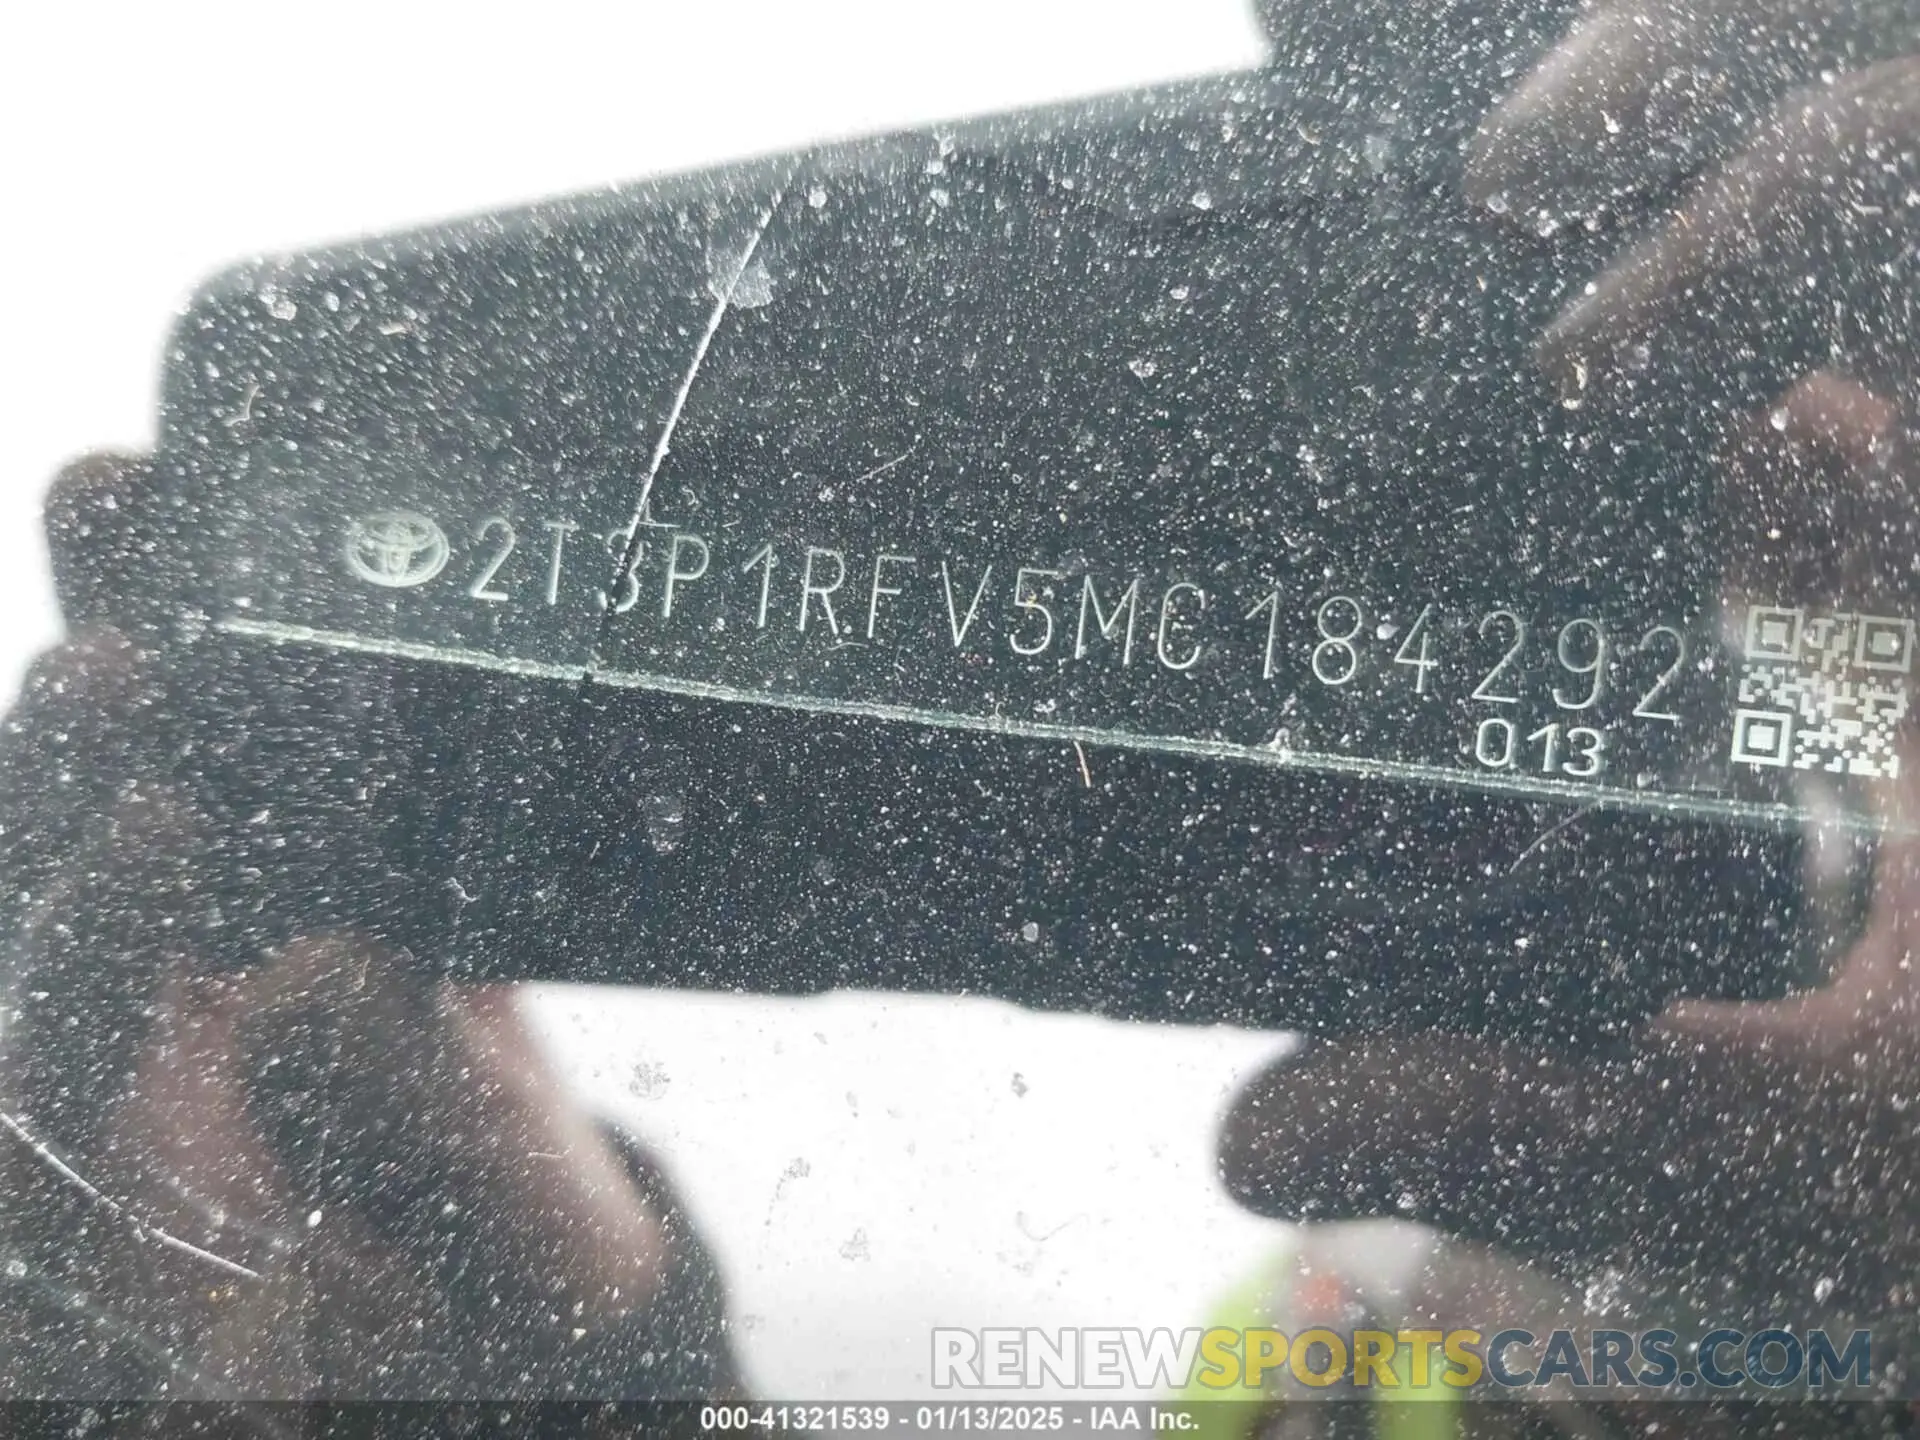 2T3P1RFV5MC184292
013
RENEWSPORTSCARS.COM
000-41321539 - 01/13/2025 - IAA Inc.